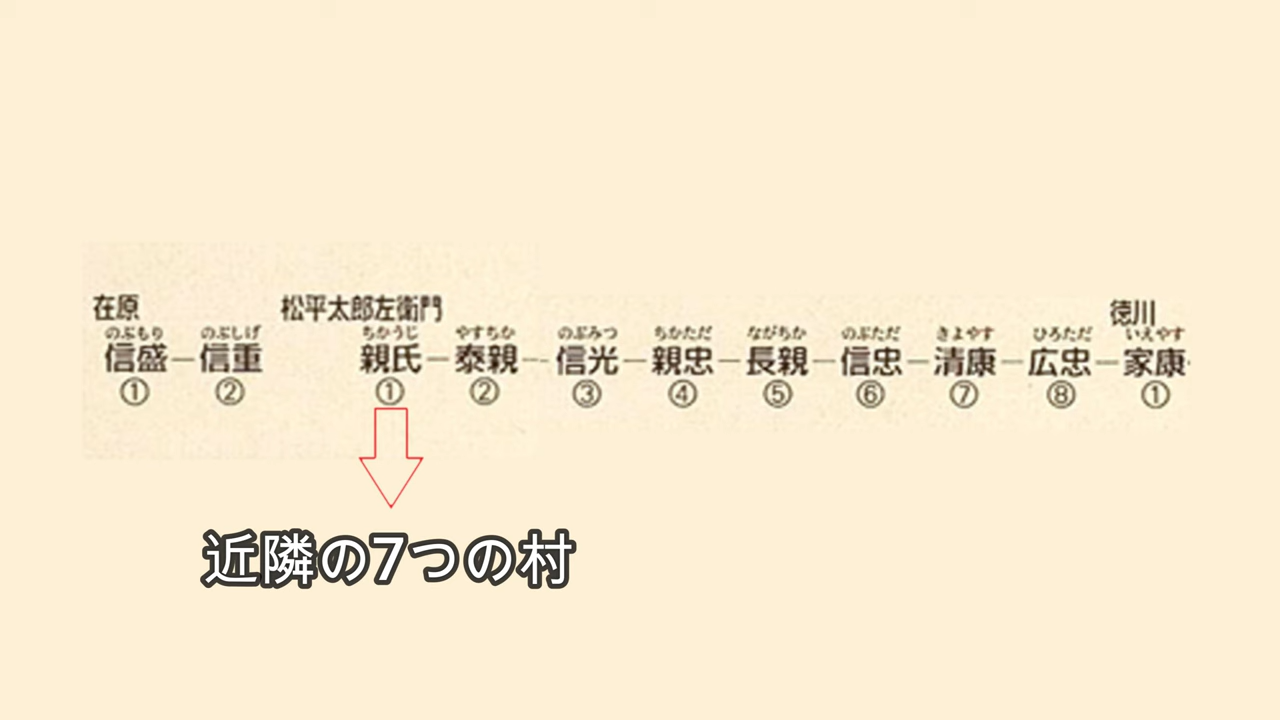 在原 松平太郎左衛門 徳川
のぶもり のぶしげ ちかうじ やすちか のぶみつ ちかただ ながちか のぶただ きよやす ひろただ いえやす
信盛―信重 親氏―泰親―信光―親忠―長親―信忠―清康―広忠―家康
① ② ① ② ③ ④ ⑤ ⑥ ⑦ ⑧ ①
近隣の7つの村